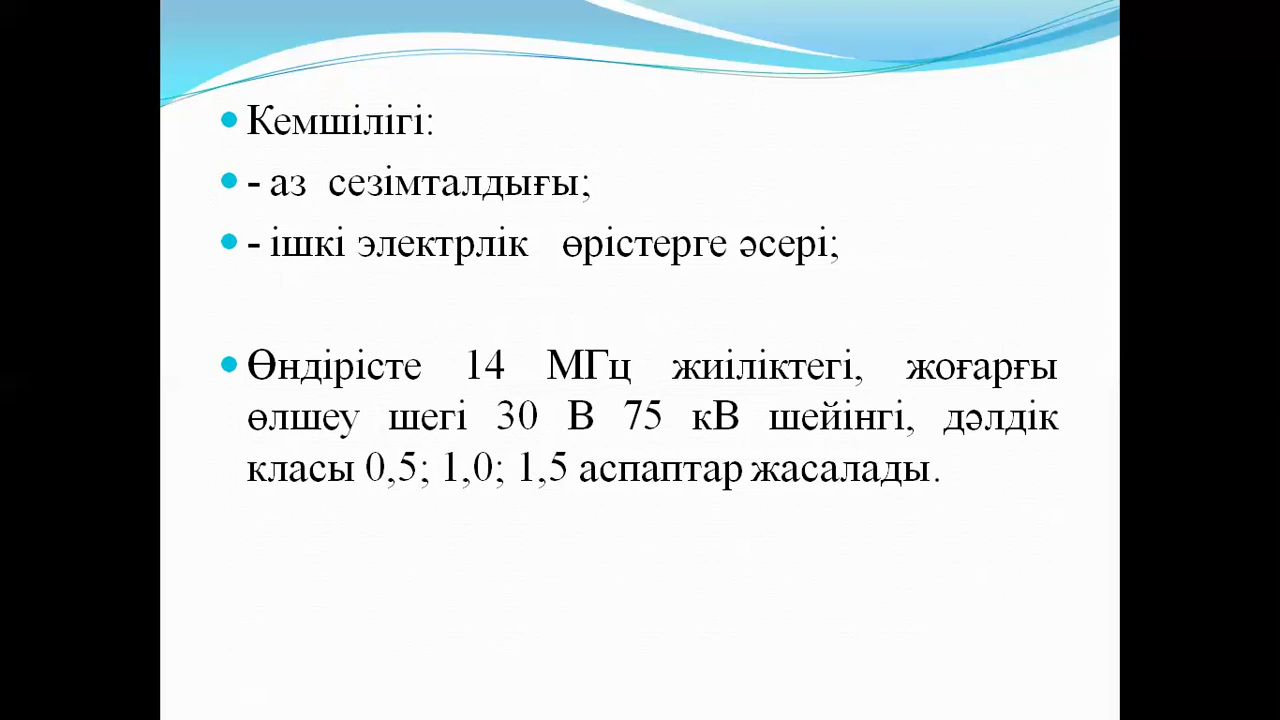 Кемшілігі:
- аз сезімталдығы;
- ішкі электрлік өрістерге әсері;
Өндірісте 14 МГц жиіліктегі, жоғарғы
өлшеу шегі 30 В 75 кВ шейінгі, дәлдік
класы 0,5; 1,0; 1,5 аспаптар жасалады.